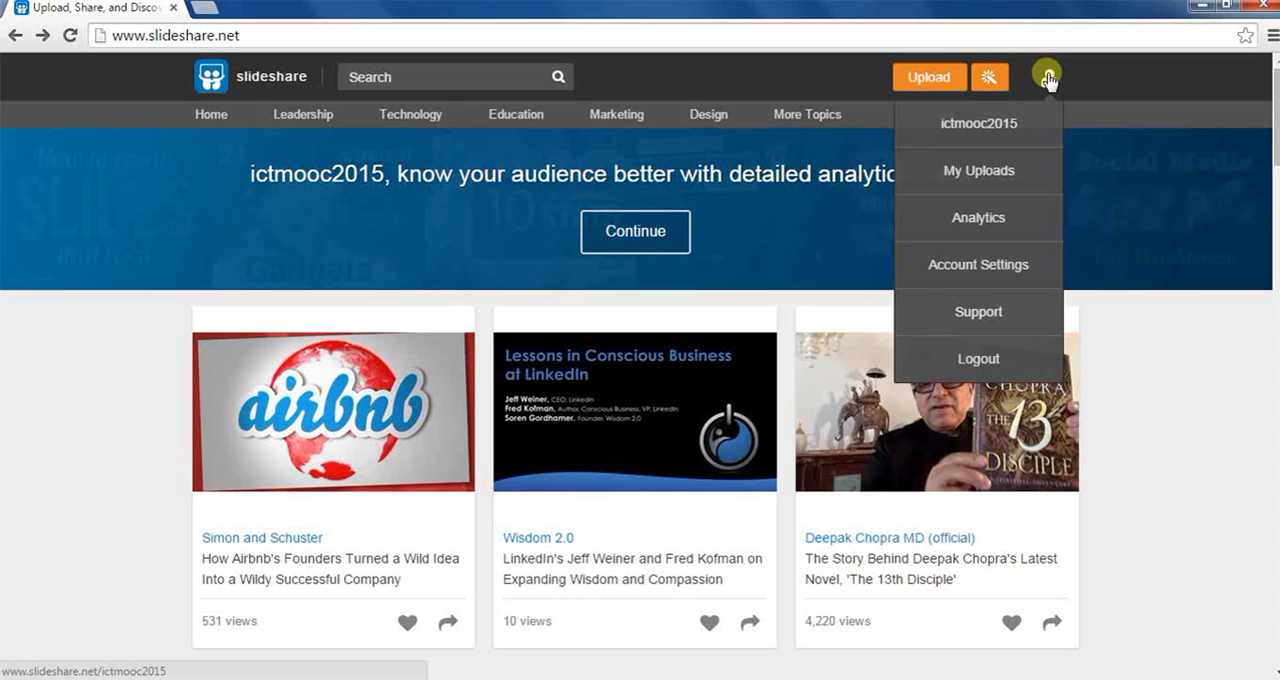 Upload, Share, and Disco
www.slideshare.net
slideshare
Search
Upload
Home
Leadership
Technology
Education
Marketing
Design
More Topics
ictmooc2015
My Uploads
Analytics
Account Settings
Support
Logout
ictmooc2015, know your audience better with detailed analytic
Continue
airbnb
Lessons in Conscious Business
at LinkedIn
Jeff Weiner, CEO, LinkedIn
Fred Kofman, Author, Conscious Business, VP, LinkedIn
Soren Gordhamer, Founder, Wisdom 2.0
CHOPRA
THE
13
DISCIPLE
Simon and Schuster
How Airbnb's Founders Turned a Wild Idea
Into a Wildy Successful Company
531 views
Wisdom 2.0
LinkedIn's Jeff Weiner and Fred Kofman on
Expanding Wisdom and Compassion
10 views
Deepak Chopra MD (official)
The Story Behind Deepak Chopra's Latest
Novel, 'The 13th Disciple'
4,220 views
www.slideshare.net/ictmooc2015